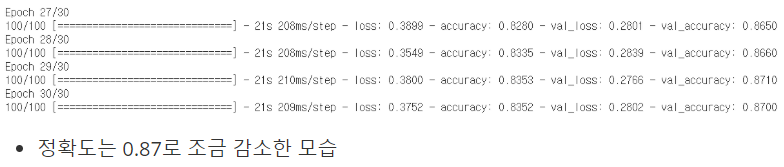 Epoch 27/30
100/100 [==============================] - 21s 208ms/step - loss: 0.3899 - accuracy: 0.8280 - val_loss: 0.2801 - val_accuracy: 0.8650
Epoch 28/30
100/100 [==============================] - 21s 208ms/step - loss: 0.3549 - accuracy: 0.8335 - val_loss: 0.2839 - val_accuracy: 0.8660
Epoch 29/30
100/100 [==============================] - 21s 210ms/step - loss: 0.3800 - accuracy: 0.8353 - val_loss: 0.2766 - val_accuracy: 0.8710
Epoch 30/30
100/100 [==============================] - 21s 209ms/step - loss: 0.3752 - accuracy: 0.8352 - val_loss: 0.2802 - val_accuracy: 0.8700
• 정확도는 0.87로 조금 감소한 모습